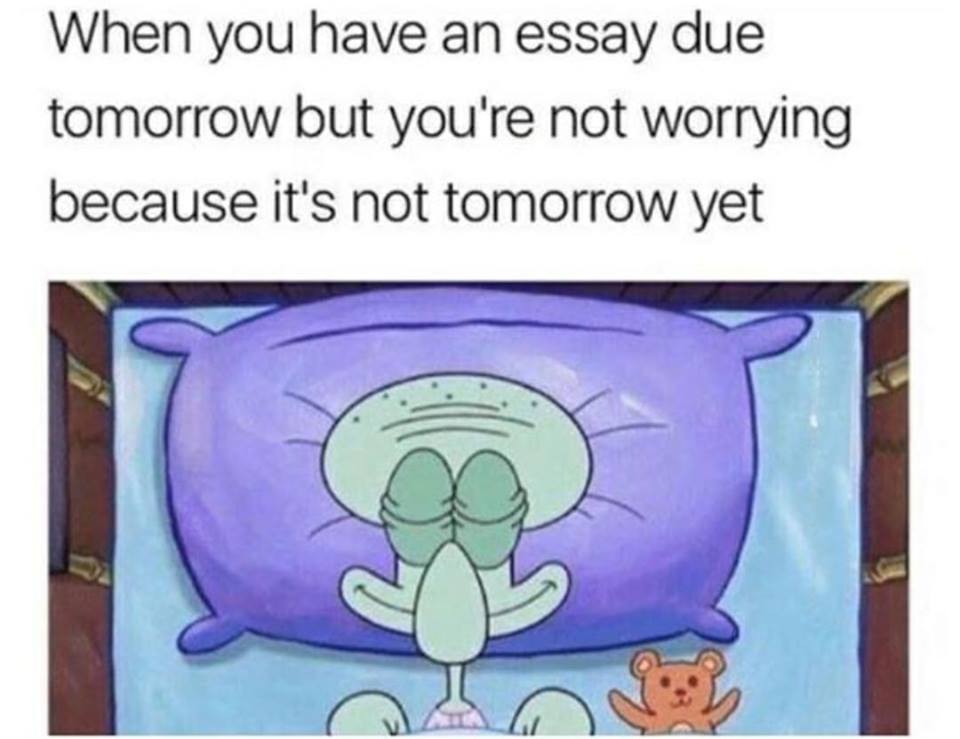 When you have an essay due
tomorrow but you're not worrying
because it's not tomorrow yet